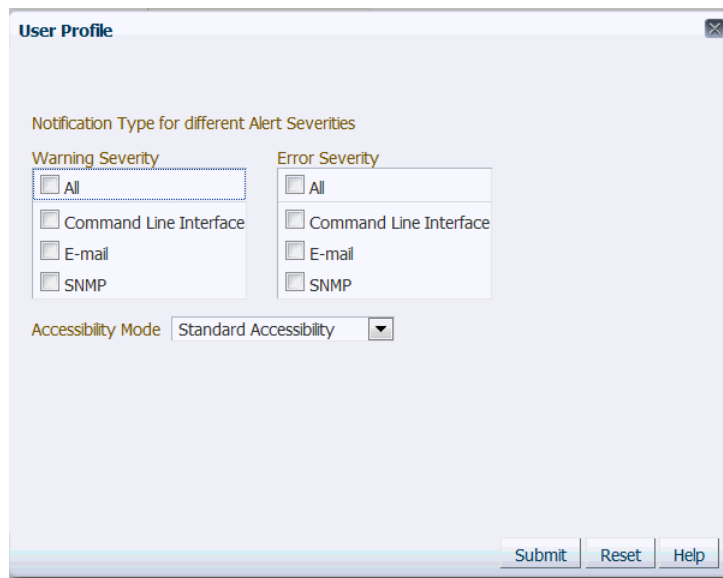 User Profile
Notification Type for different Alert Severities
Warning Severity
All
Command Line Interface
E-mail
SNMP
Error Severity
All
Command Line Interface
E-mail
SNMP
Accessibility Mode Standard Accessibility
Submit Reset Help